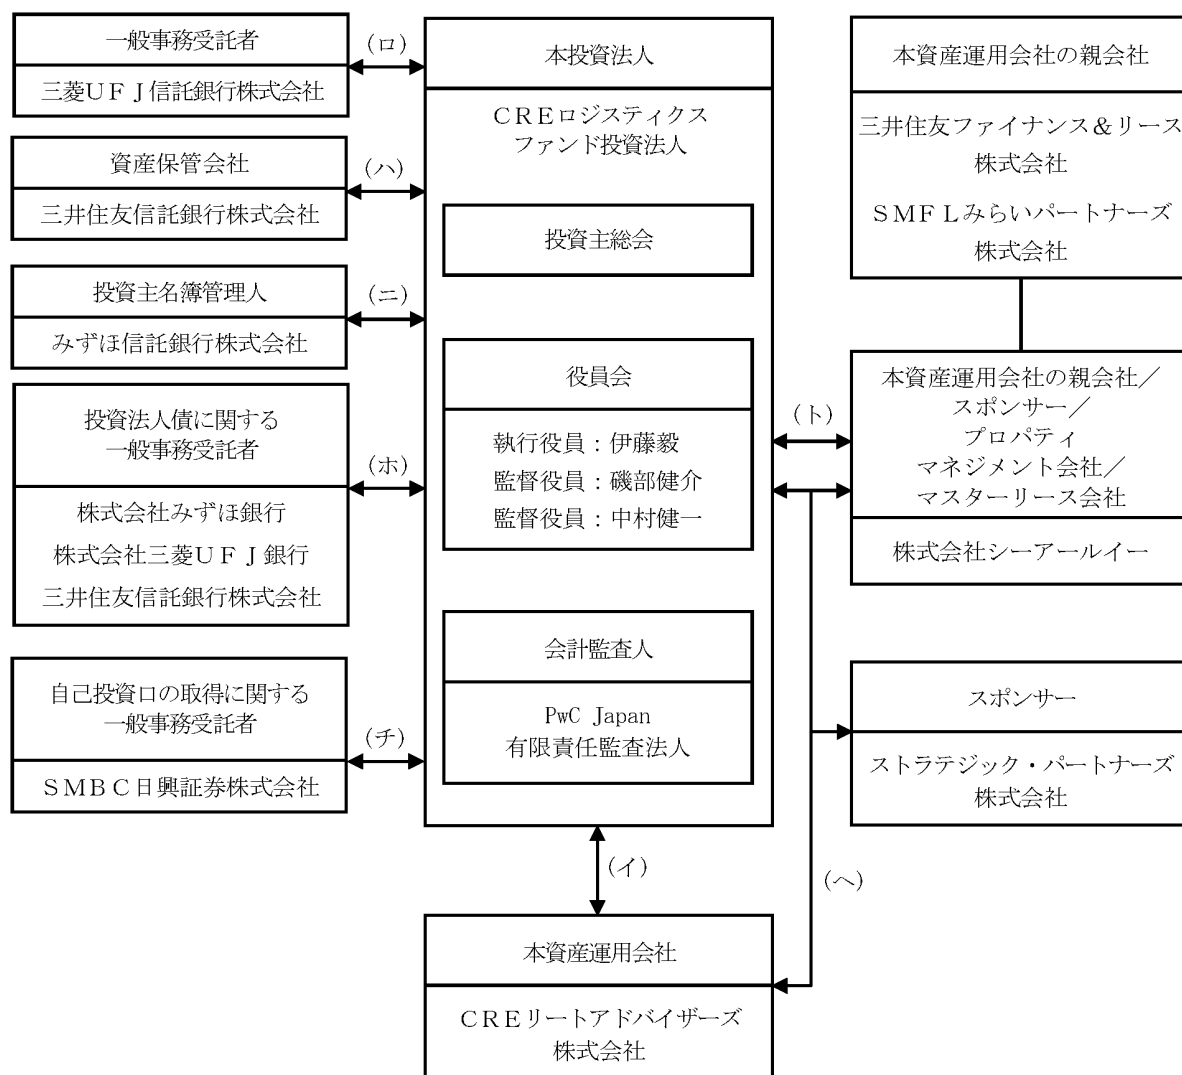 一般事務受託者
三菱ＵＦＪ信託銀行株式会社
(ロ)
資産保管会社
三井住友信託銀行株式会社
(ハ)
投資主名簿管理人
みずほ信託銀行株式会社
(ニ)
投資法人債に関する
一般事務受託者
株式会社みずほ銀行
株式会社三菱ＵＦＪ銀行
三井住友信託銀行株式会社
(ホ)
自己投資口の取得に関する
一般事務受託者
ＳＭＢＣ日興証券株式会社
(チ)
本投資法人
ＣＲＥロジスティクス
ファンド投資法人
投資主総会
役員会
執行役員：伊藤毅
監督役員：磯部健介
監督役員：中村健一
会計監査人
PwC Japan
有限責任監査法人
(イ)
本資産運用会社
ＣＲＥリートアドバイザーズ
株式会社
(ト)
(ヘ)
本資産運用会社の親会社
三井住友ファイナンス＆リース
株式会社
ＳＭＦＬみらいパートナーズ
株式会社
本資産運用会社の親会社／
スポンサー／
プロパティ
マネジメント会社／
マスターリース会社
株式会社シーアールイー
スポンサー
ストラテジック・パートナーズ
株式会社